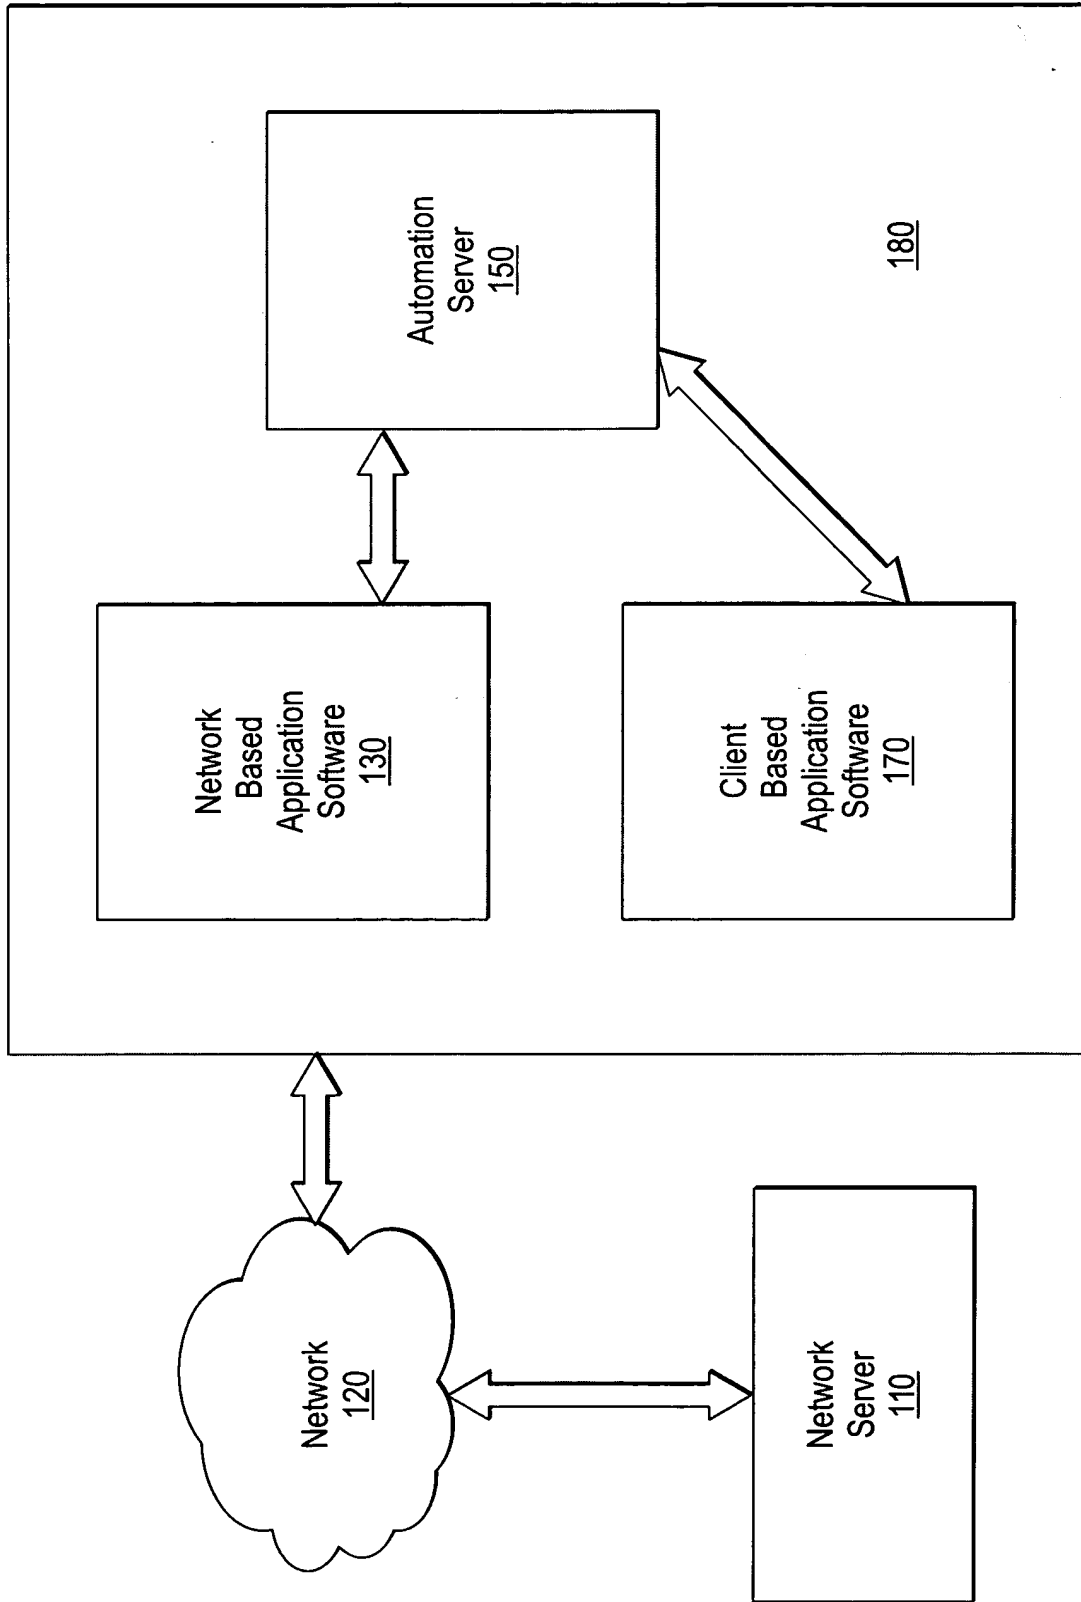 Network
120
Network
Server
110
Network
Based
Application
Software
130
Client
Based
Application
Software
170
Automation
Server
150
180